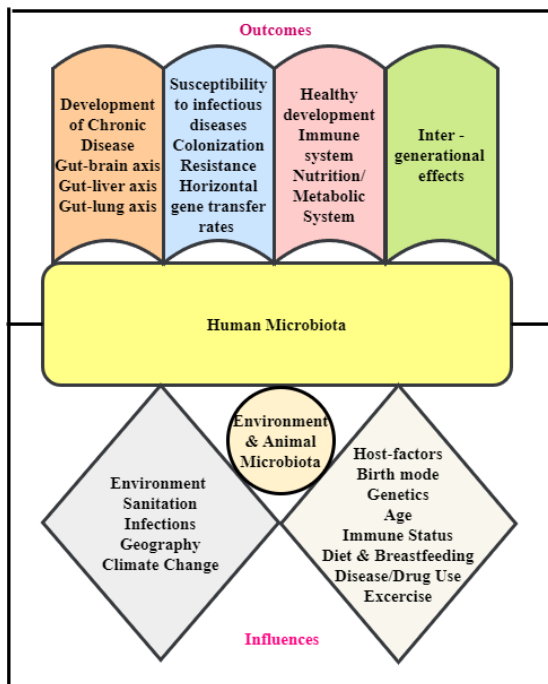 Outcomes
Development
of Chronic
Disease
Gut-brain axis
Gut-liver axis
Gut-lung axis
Susceptibility
to infectious
diseases
Colonization
Resistance
Horizontal
gene transfer
rates
Healthy
development
Immune
system
Nutrition/
Metabolic
System
Inter -
generational
effects
Human Microbiota
Environment
& Animal
Microbiota
Environment
Sanitation
Infections
Geography
Climate Change
Host-factors
Birth mode
Genetics
Age
Immune Status
Diet & Breastfeeding
Disease/Drug Use
Excercise
Influences